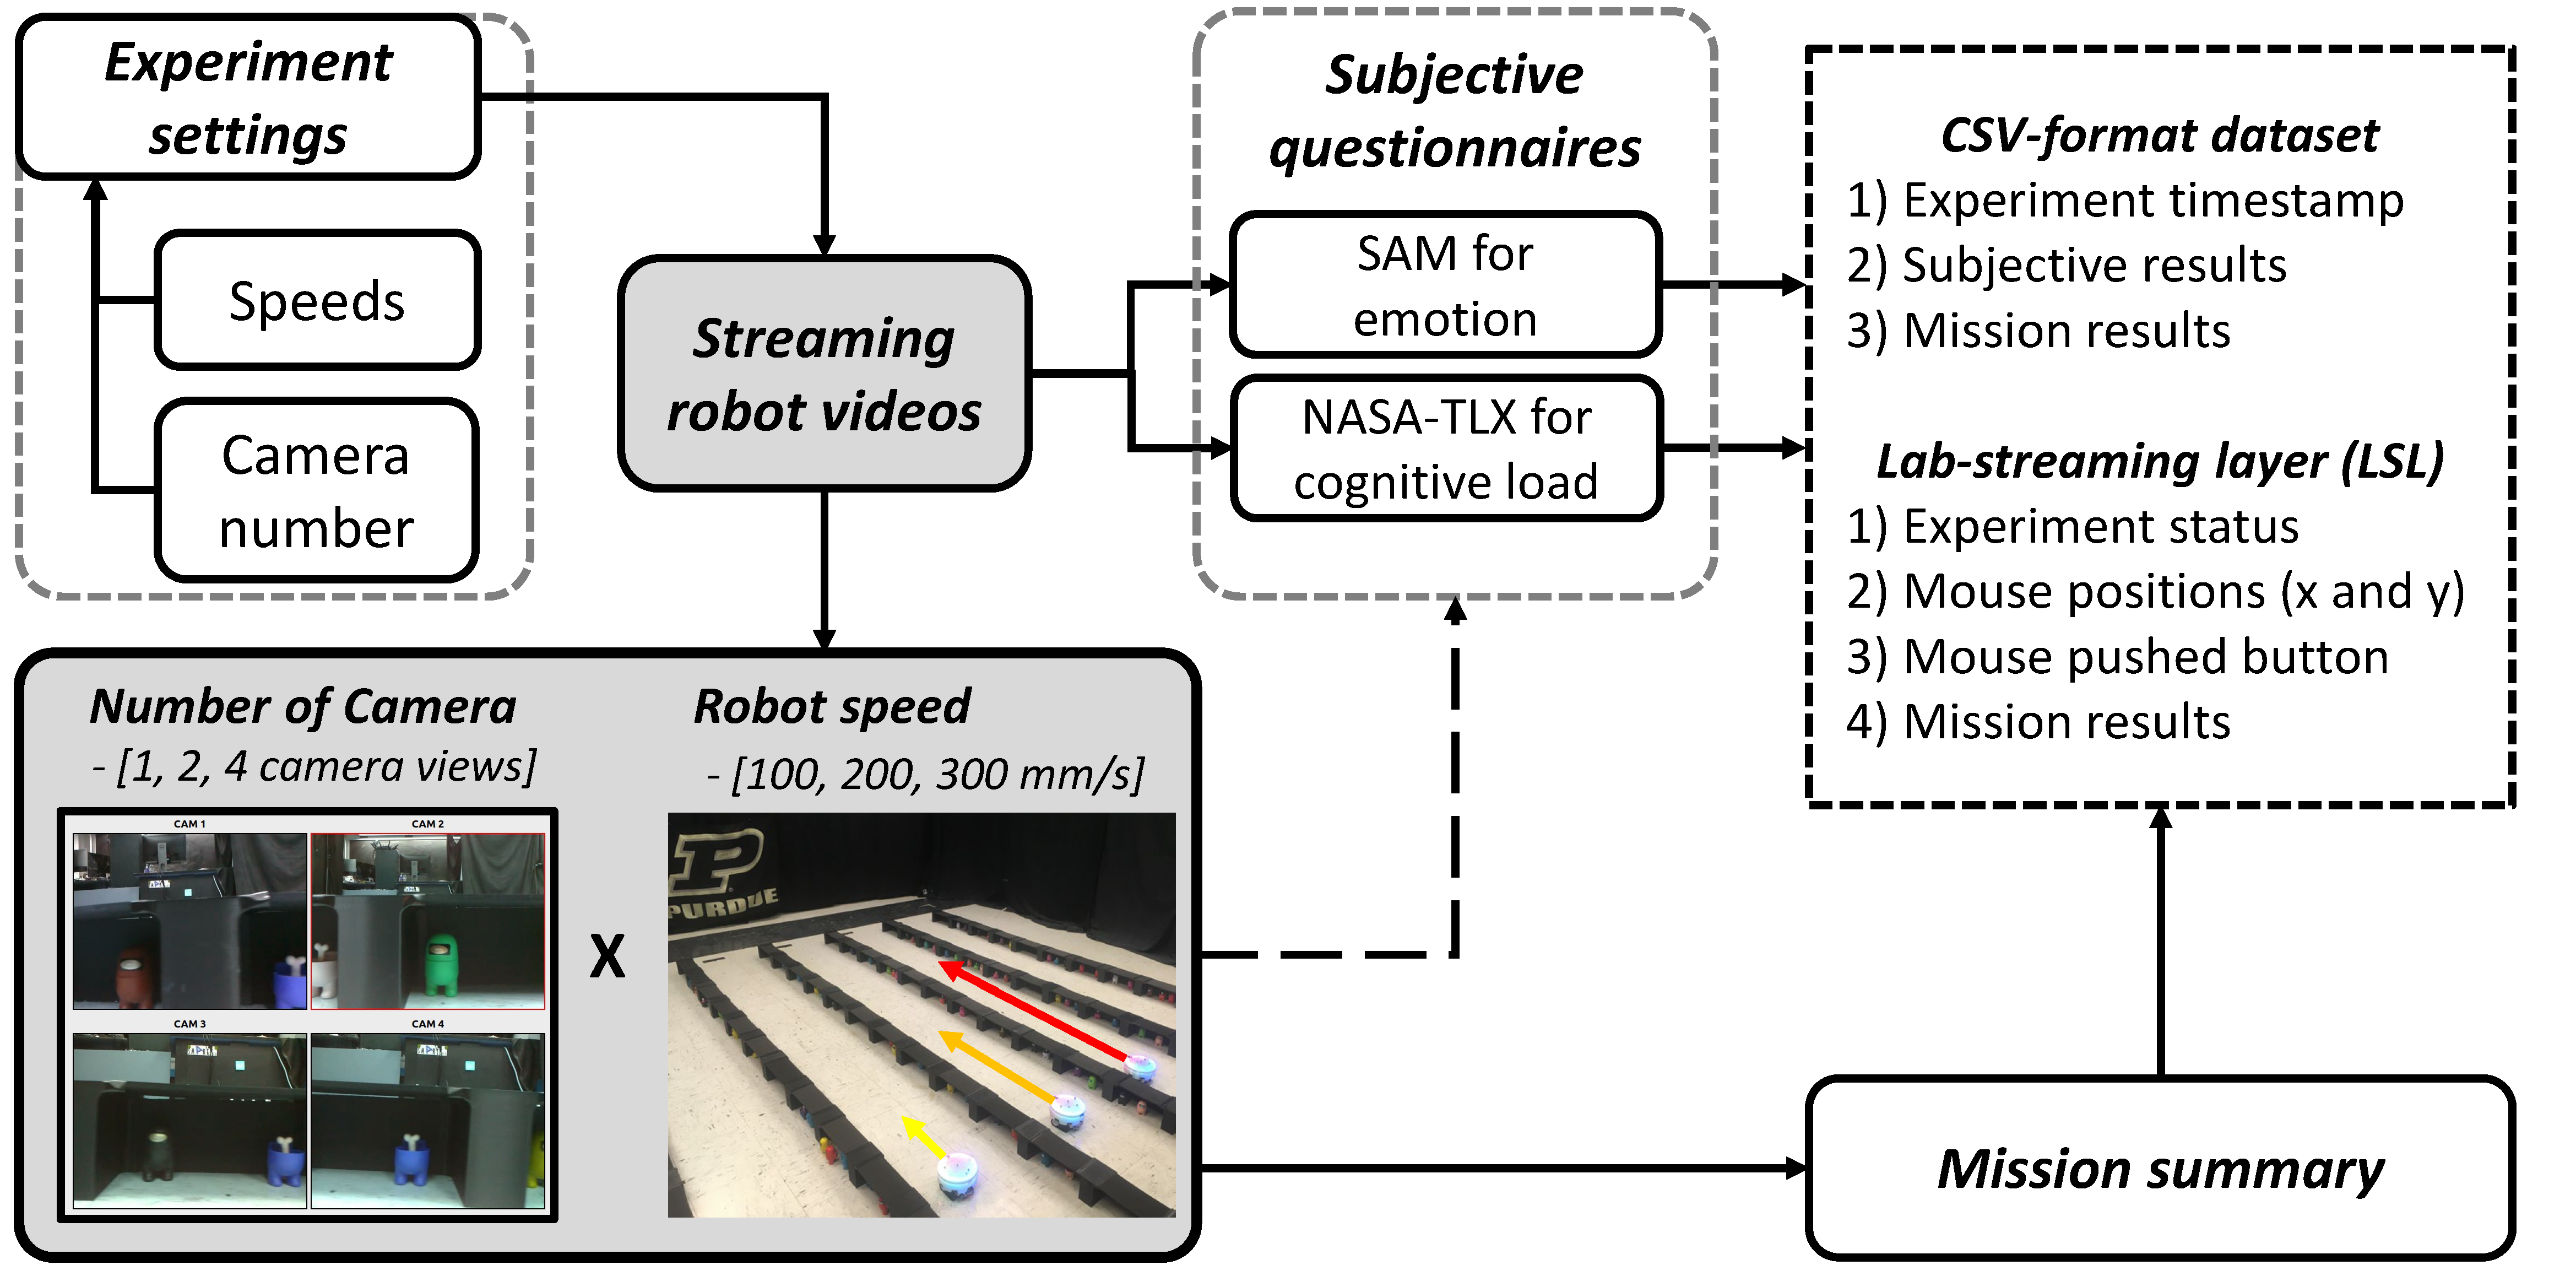 Experiment
settings
Speeds
Camera
number
Streaming
robot videos
Subjective
questionnaires
SAM for
emotion
NASA-TLX for
cognitive load
CSV-format dataset
1) Experiment timestamp
2) Subjective results
3) Mission results
Lab-streaming layer (LSL)
1) Experiment status
2) Mouse positions (x and y)
3) Mouse pushed button
4) Mission results
Number of Camera
- [1, 2, 4 camera views]
CAM 1
CAM 2
CAM 3
CAM 4
X
Robot speed
- [100, 200, 300 mm/s]
P
PURDUE
Mission summary